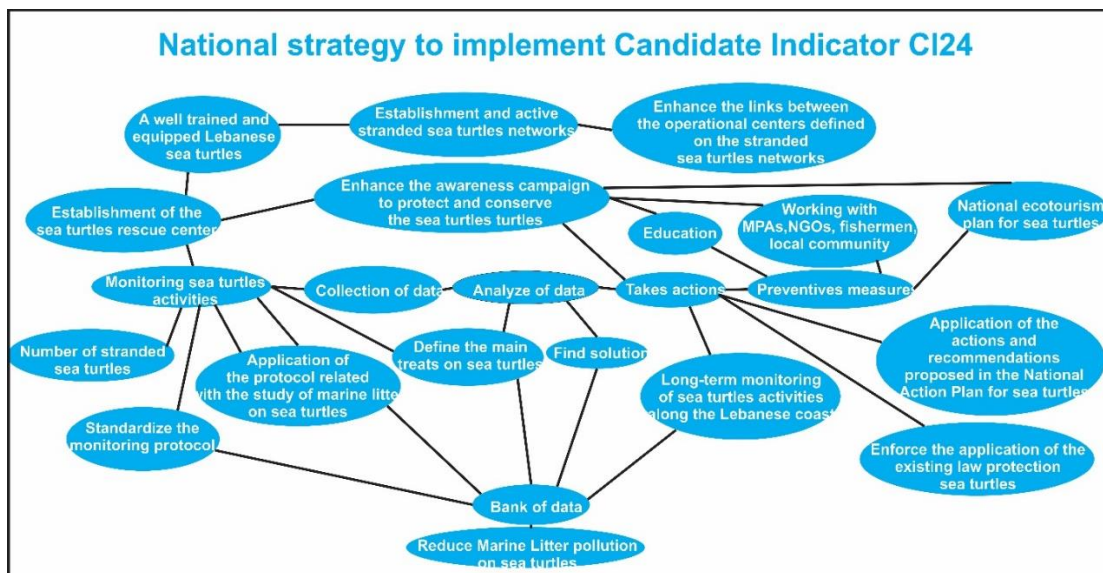 National strategy to implement Candidate Indicator CI24
A well trained and
equipped Lebanese
sea turtles
Establishment and active
stranded sea turtles networks
Enhance the links between
the operational centers defined
on the stranded
sea turtles networks
Enhance the awareness campaign
to protect and conserve
the sea turtles turtles
Establishment of the
sea turtles rescue center
Education
Working with
MPAs,NGOs, fishermen,
local community
National ecotourism
plan for sea turtles
Monitoring sea turtles
activities
Collection of data
Analyze of data
Takes actions
Preventives measure
Number of stranded
sea turtles
Application of
the protocol related
with the study of marine litte
on sea turtles
Define the main
treats on sea turtles
Find solution
Long-term monitoring
of sea turtles activities
along the Lebanese coast
Application of the
actions and
recommendations
proposed in the National
Action Plan for sea turtles
Standardize the
monitoring protocol
Enforce the application of the
existing law protection
sea turtles
Bank of data
Reduce Marine Litter pollution
on sea turtles